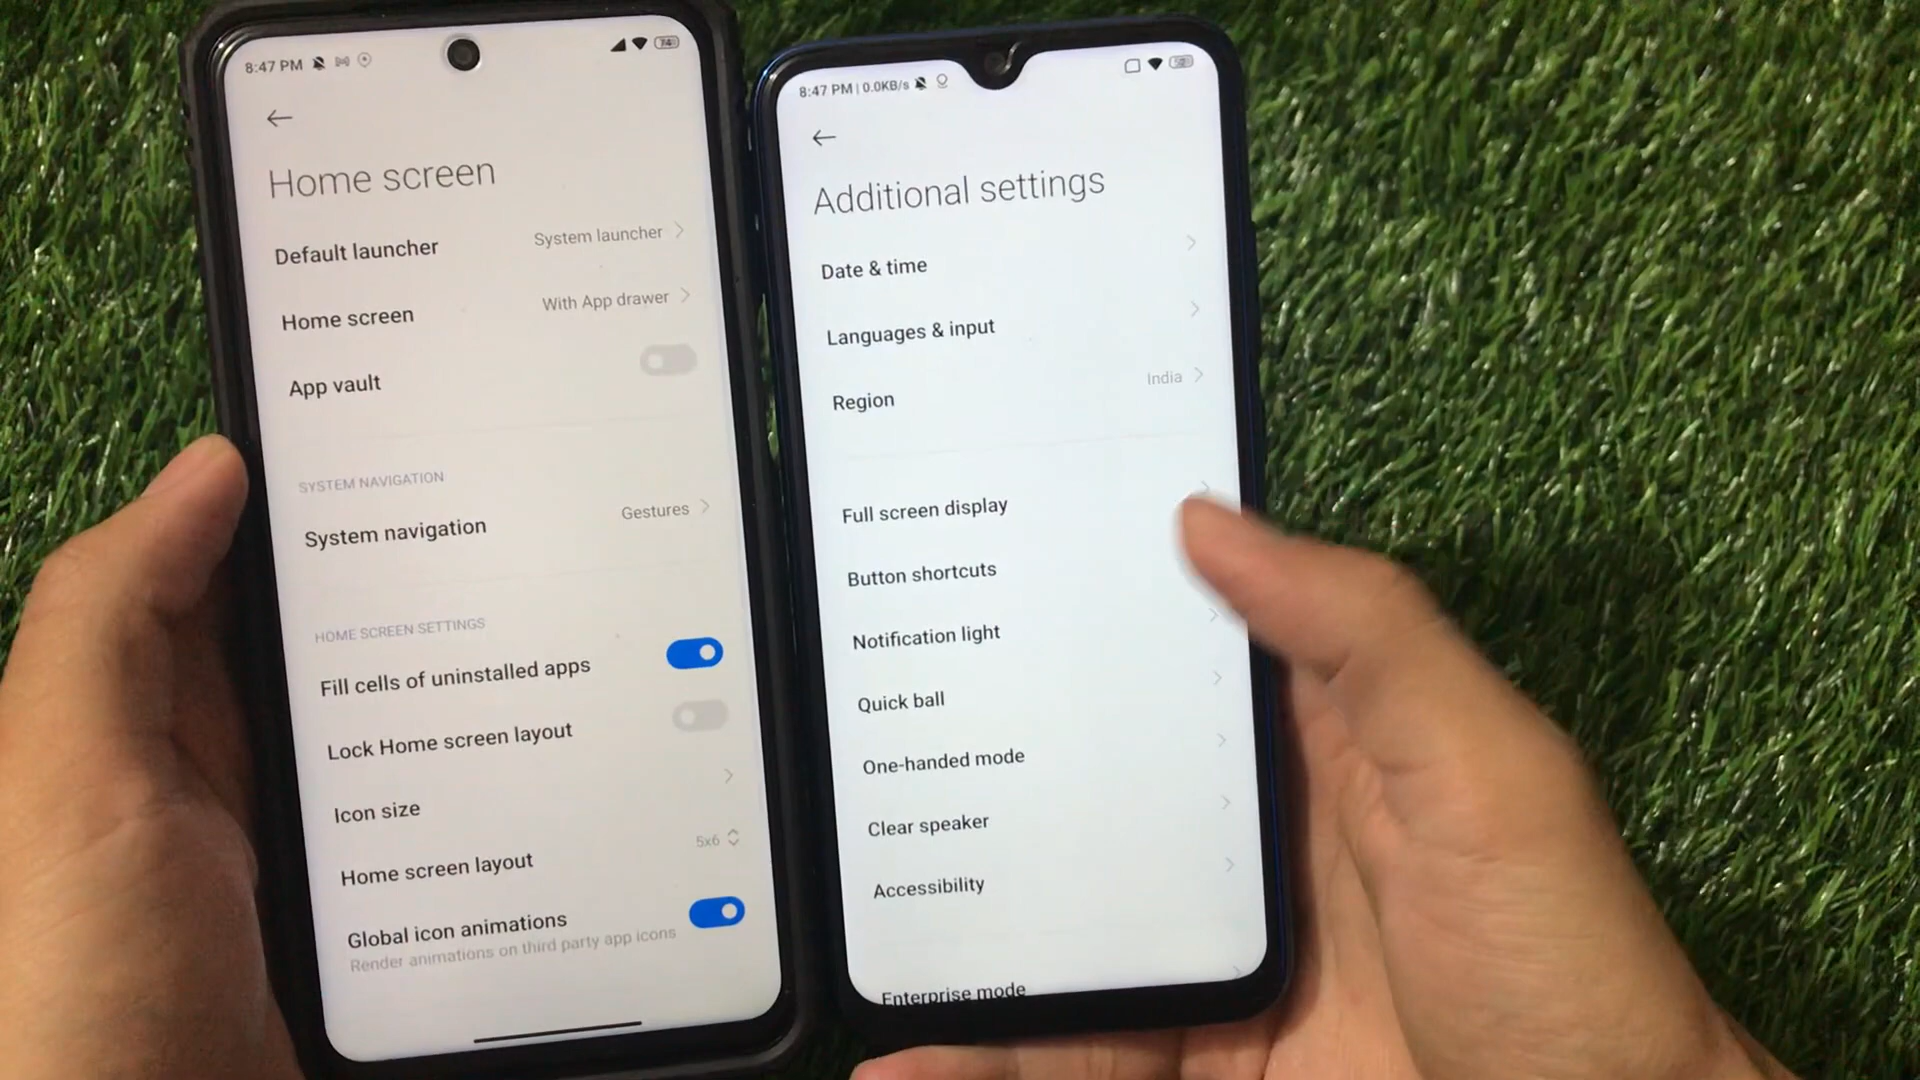 8:47 PM
74
Home screen
Default launcher
System launcher
Home screen
With App drawer
App vault
SYSTEM NAVIGATION
System navigation
Gestures
HOME SCREEN SETTINGS
Fill cells of uninstalled apps
Lock Home screen layout
Icon size
Home screen layout
5x6
Global icon animations
Render animations on third party app icons
8:47 PM | 0.0KB/s
Additional settings
Date & time
Languages & input
Region
India
Full screen display
Button shortcuts
Notification light
Quick ball
One-handed mode
Clear speaker
Accessibility
Enterprise mode